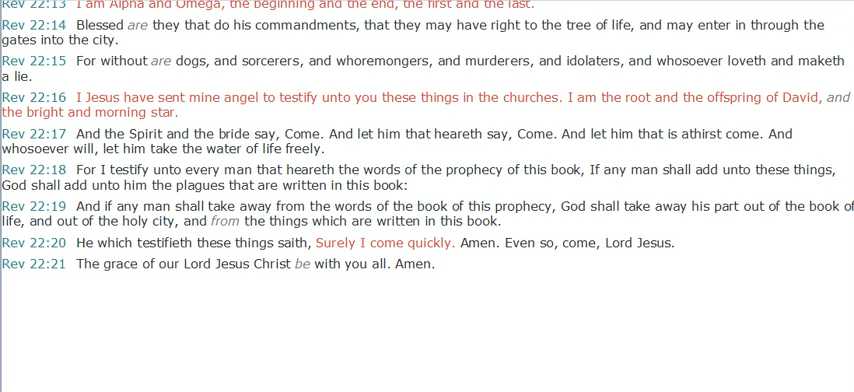 Rev 22:13 I am Alpha and Omega, the beginning and the end, the first and the last.
Rev 22:14 Blessed are they that do his commandments, that they may have right to the tree of life, and may enter in through the
gates into the city.
Rev 22:15 For without are dogs, and sorcerers, and whoremongers, and murderers, and idolaters, and whosoever loveth and maketh
a lie.
Rev 22:16 I Jesus have sent mine angel to testify unto you these things in the churches. I am the root and the offspring of David, and
the bright and morning star.
Rev 22:17 And the Spirit and the bride say, Come. And let him that heareth say, Come. And let him that is athirst come. And
whosoever will, let him take the water of life freely.
Rev 22:18 For I testify unto every man that heareth the words of the prophecy of this book, If any man shall add unto these things,
God shall add unto him the plagues that are written in this book:
Rev 22:19 And if any man shall take away from the words of the book of this prophecy, God shall take away his part out of the book of
life, and out of the holy city, and from the things which are written in this book.
Rev 22:20 He which testifieth these things saith, Surely I come quickly. Amen. Even so, come, Lord Jesus.
Rev 22:21 The grace of our Lord Jesus Christ be with you all. Amen.